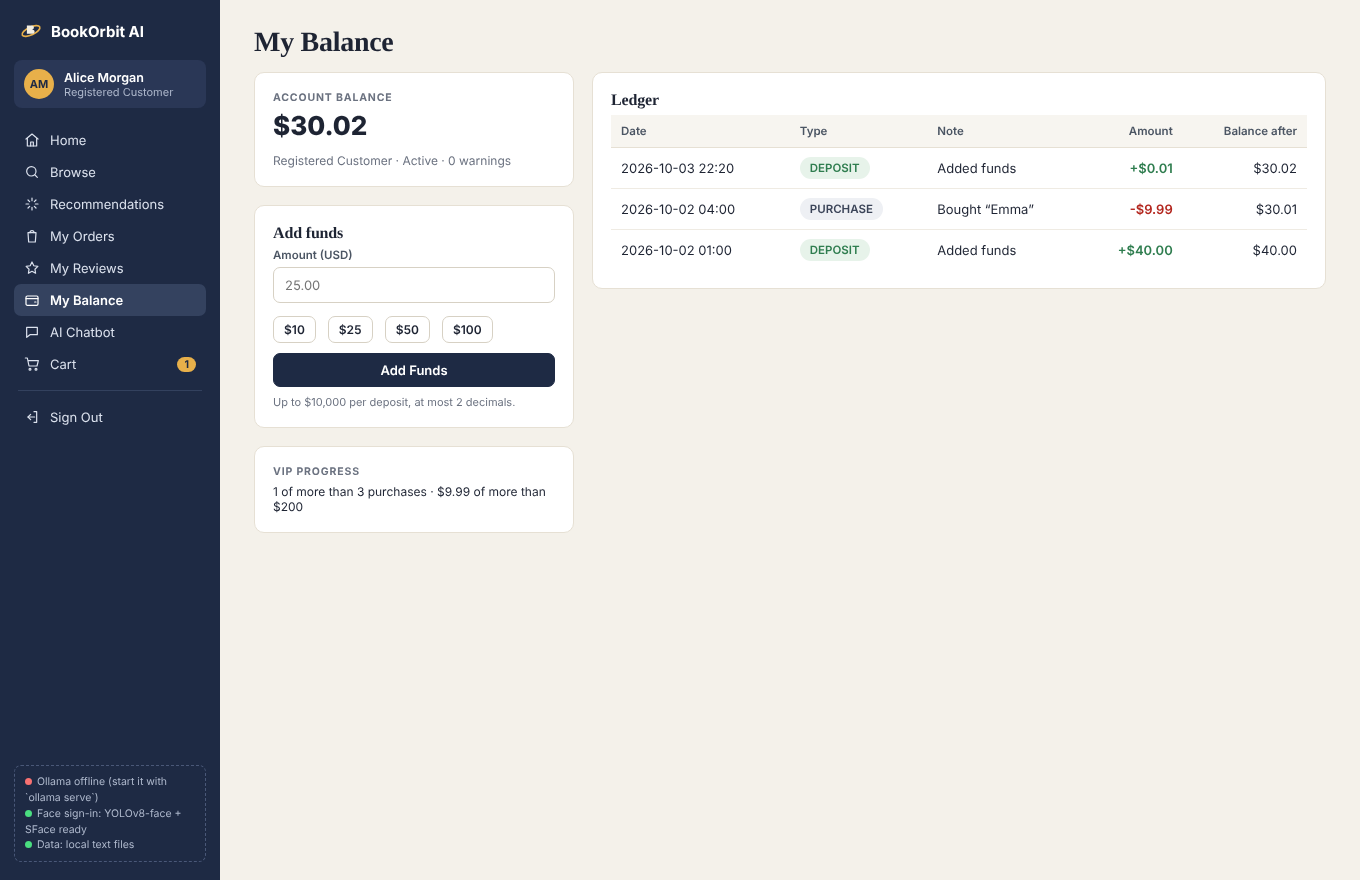 BookOrbit AI
AM
Alice Morgan
Registered Customer
Home
Browse
Recommendations
My Orders
My Reviews
My Balance
AI Chatbot
Cart
1
Sign Out
Ollama offline (start it with
`ollama serve`)
Face sign-in: YOLOv8-face +
SFace ready
Data: local text files
My Balance
ACCOUNT BALANCE
$30.02
Registered Customer · Active · 0 warnings
Add funds
Amount (USD)
25.00
$10 $25 $50 $100
Add Funds
Up to $10,000 per deposit, at most 2 decimals.
VIP PROGRESS
1 of more than 3 purchases · $9.99 of more than
$200
Ledger
Date Type Note Amount Balance after
2026-10-03 22:20 DEPOSIT Added funds +$0.01 $30.02
2026-10-02 04:00 PURCHASE Bought “Emma” -$9.99 $30.01
2026-10-02 01:00 DEPOSIT Added funds +$40.00 $40.00